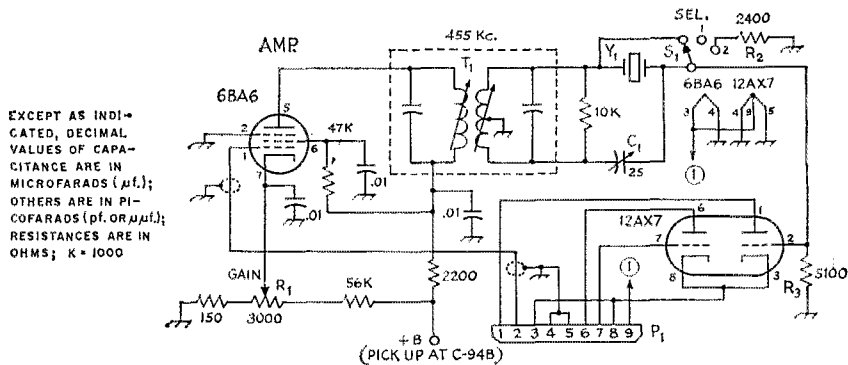 SEL.
455 Kc.
AMP.
T1
Y1
S1
1
2
2400
R2
6BA6
12AX7
3
4
4
9
5
1
EXCEPT AS INDI-
CATED, DECIMAL
VALUES OF CAPA-
CITANCE ARE IN
MICROFARADS (μf.);
OTHERS ARE IN PI-
COFARADS (pf. OR μμf.);
RESISTANCES ARE IN
OHMS; K = 1000
6BA6
5
47K
2
1
6
7
.01
.01
.01
10K
C1
25
12AX7
6
1
7
2
8
3
R3
5100
1
GAIN
R1
150
3000
56K
2200
1 2 3 4 5 6 7 8 9
P1
+B
(PICK UP AT C-94B)